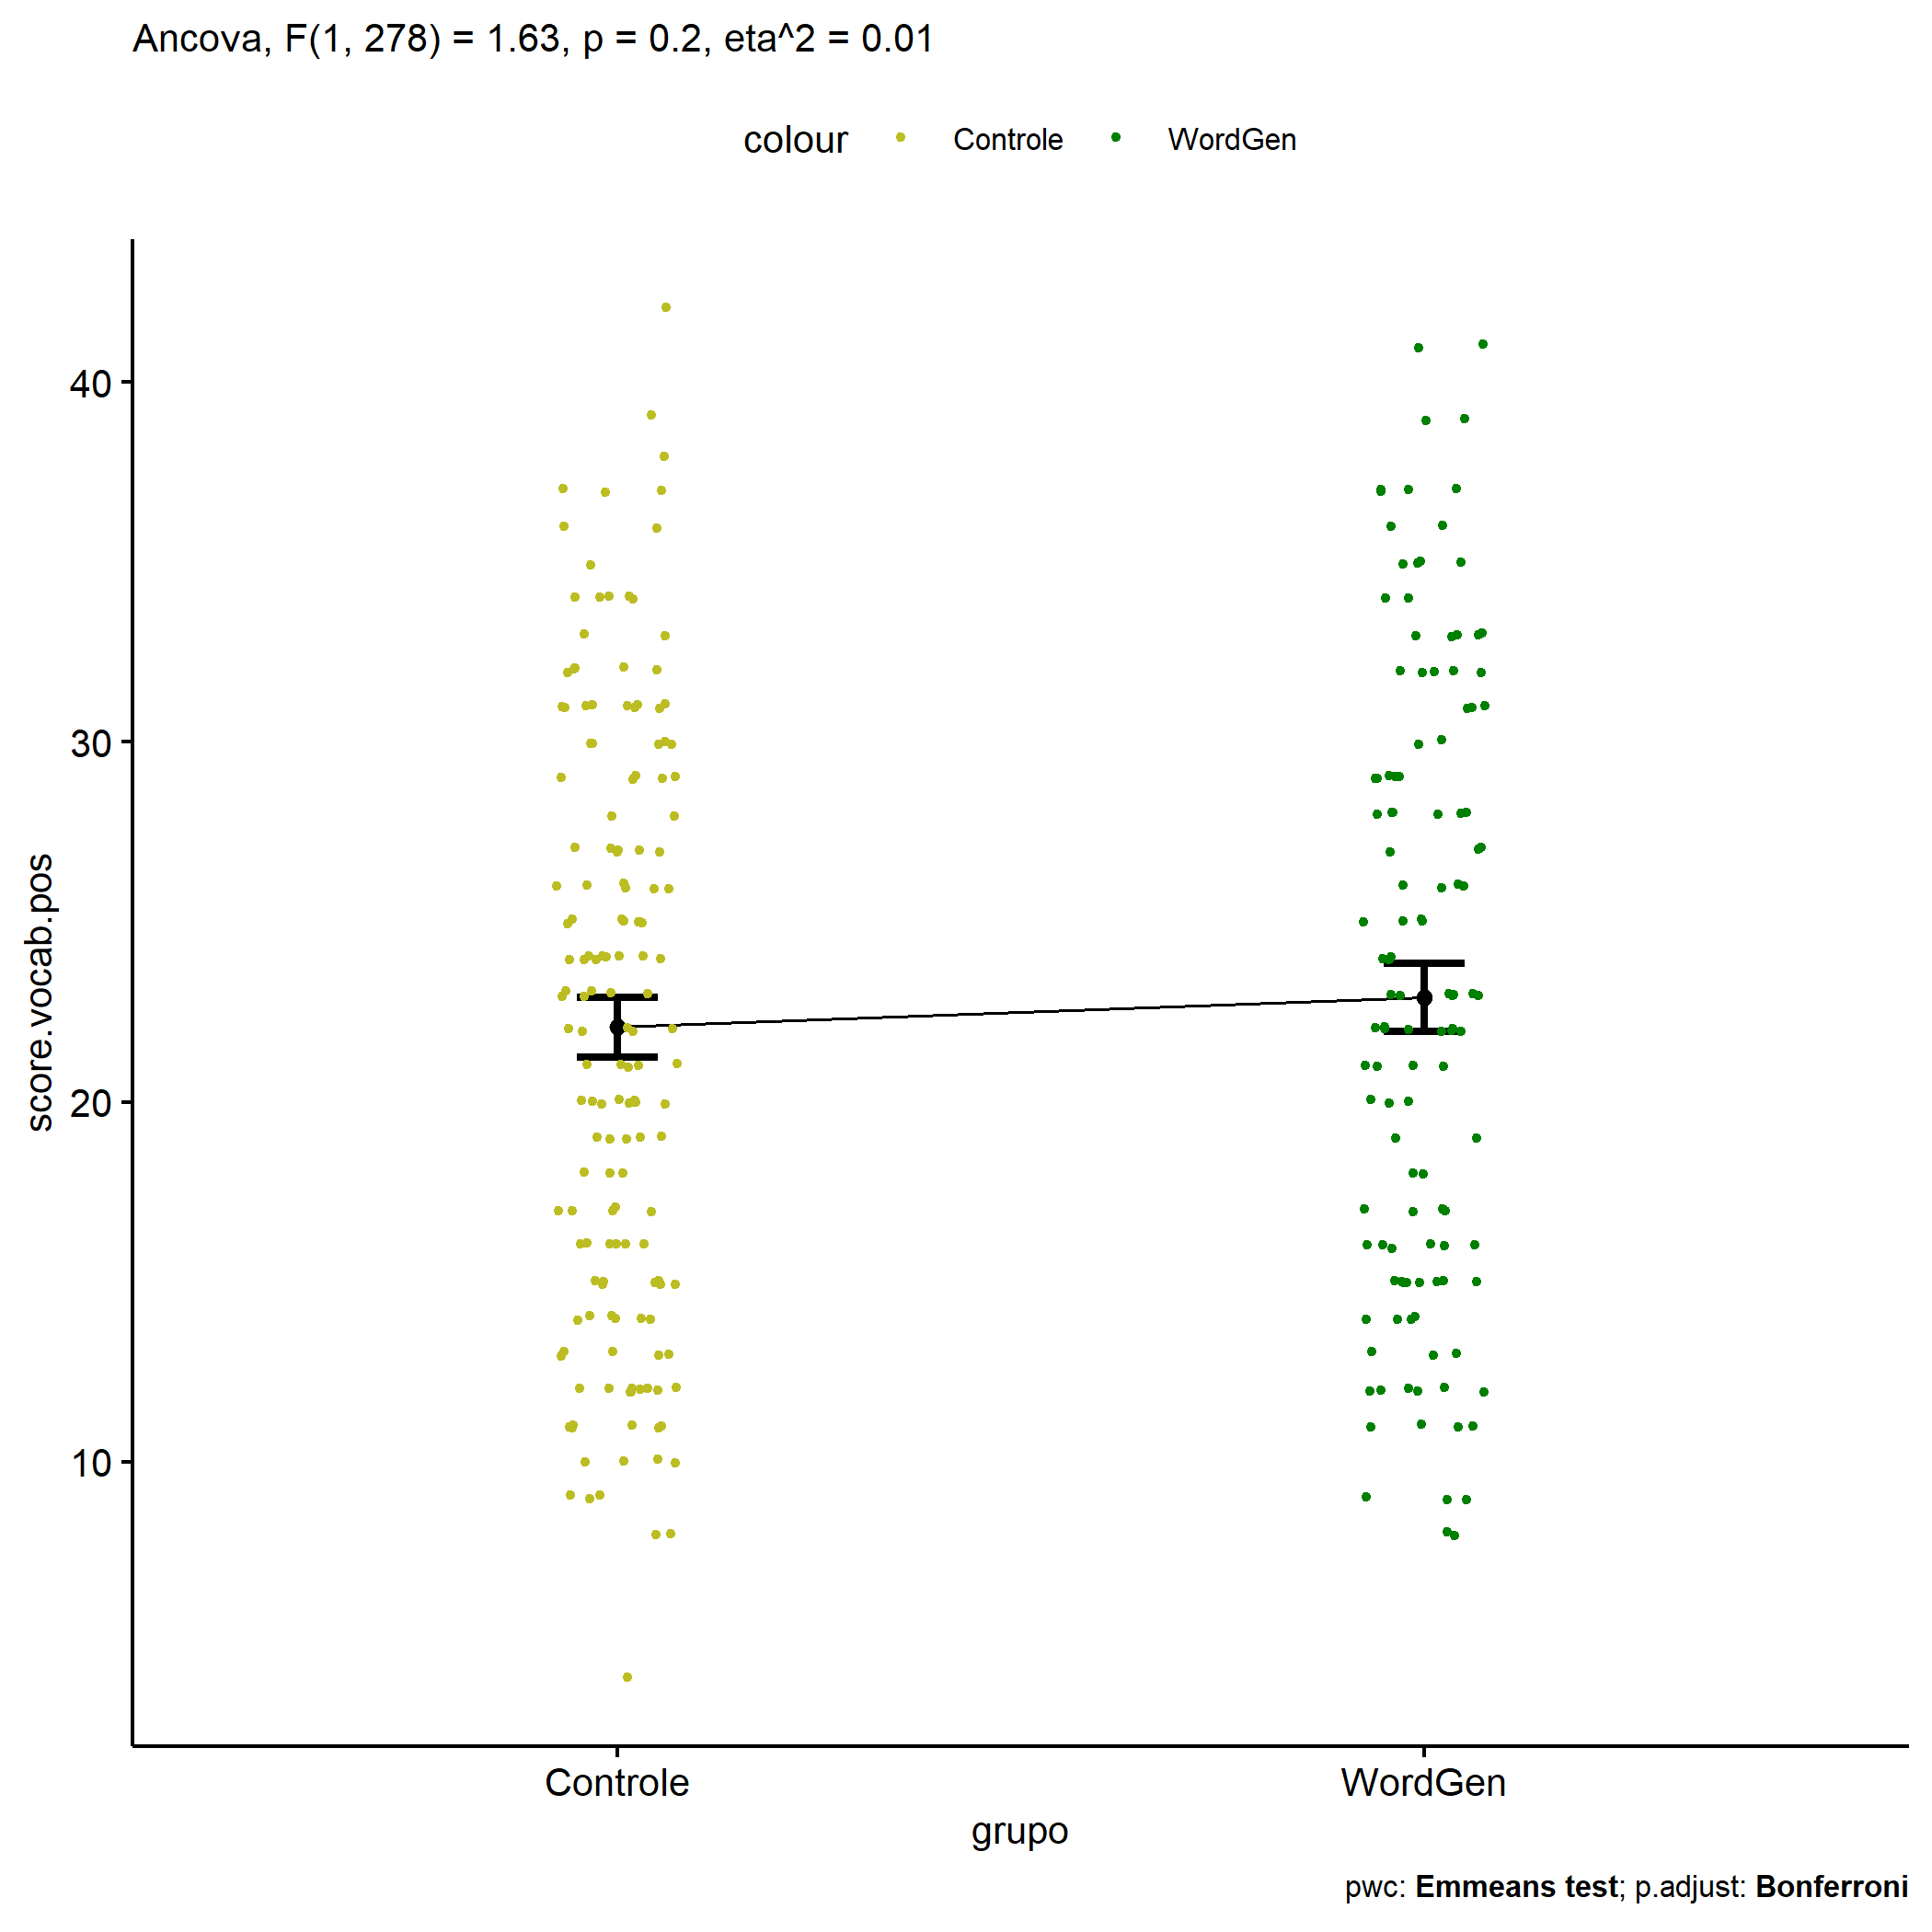 Ancova, F(1, 278) = 1.63, p = 0.2, eta^2 = 0.01
colour Controle WordGen
score.vocab.pos
40
30
20
10
Controle WordGen
grupo
pwc: Emmeans test; p.adjust: Bonferroni